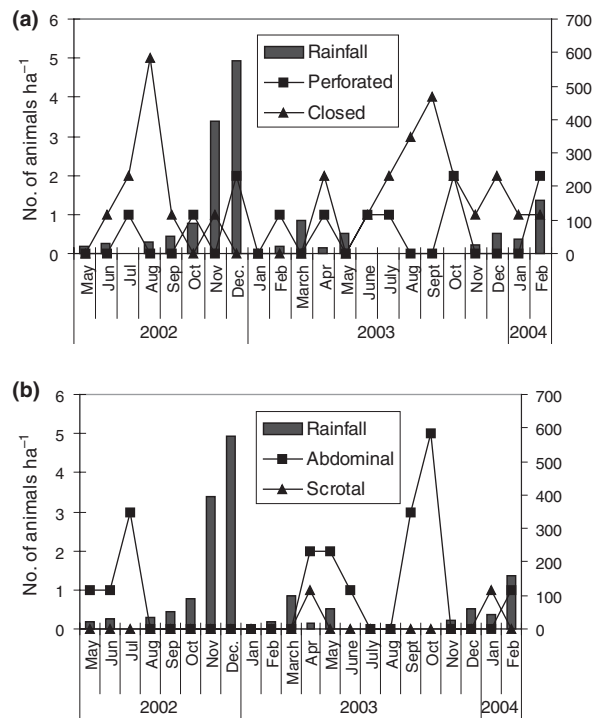 (a)
6
5
4
3
2
1
0
No. of animals ha⁻¹
700
600
500
400
300
200
100
0
Rainfall
Perforated
Closed
May Jun Jul Aug Sep Oct Nov Dec. Jan Feb March Apr May June July Aug Sept Oct Nov Dec Jan Feb
2002 2003 2004
(b)
6
5
4
3
2
1
0
No. of animals ha⁻¹
700
600
500
400
300
200
100
0
Rainfall
Abdominal
Scrotal
May Jun Jul Aug Sep Oct Nov Dec. Jan Feb March Apr May June July Aug Sept Oct Nov Dec Jan Feb
2002 2003 2004